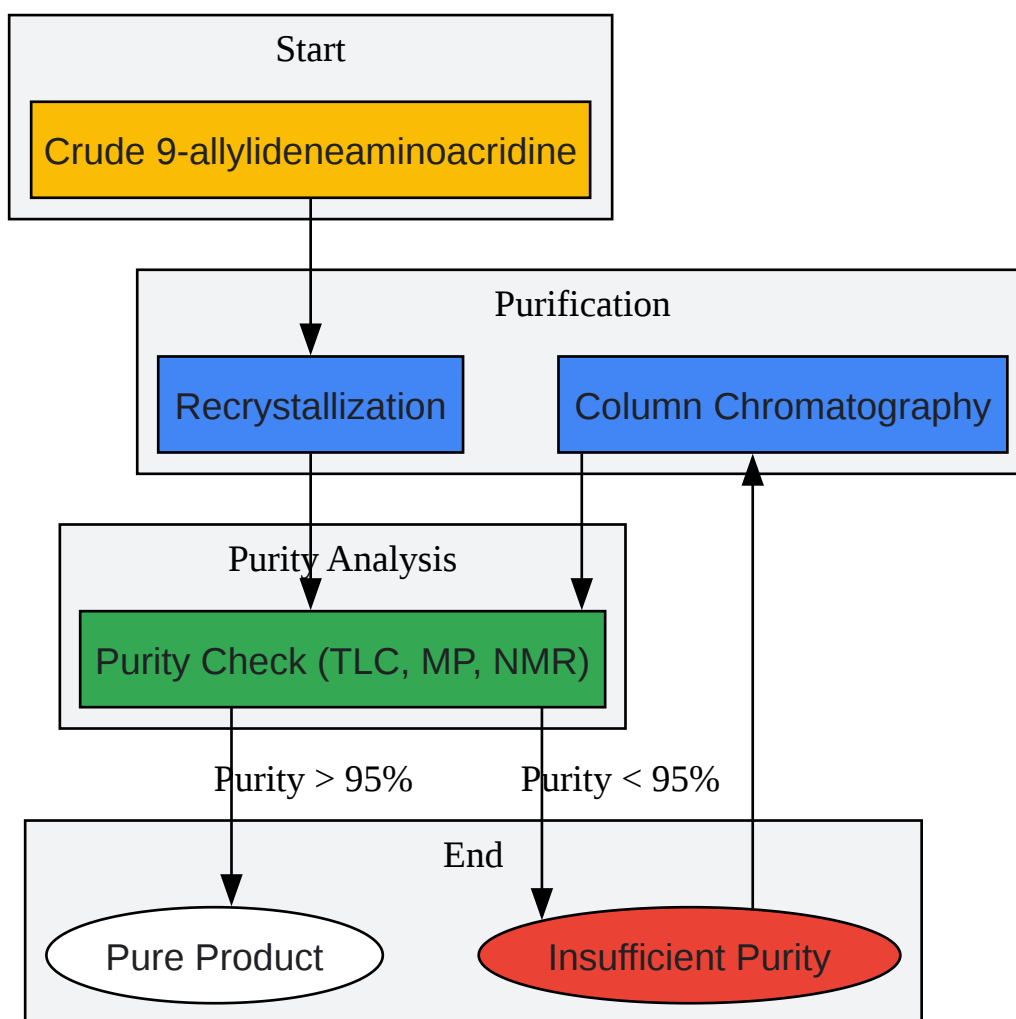 Start
Crude 9-allylideneaminoacridine
Purification
Recrystallization
Column Chromatography
Purity Analysis
Purity Check (TLC, MP, NMR)
Purity > 95%
Purity < 95%
End
Pure Product
Insufficient Purity